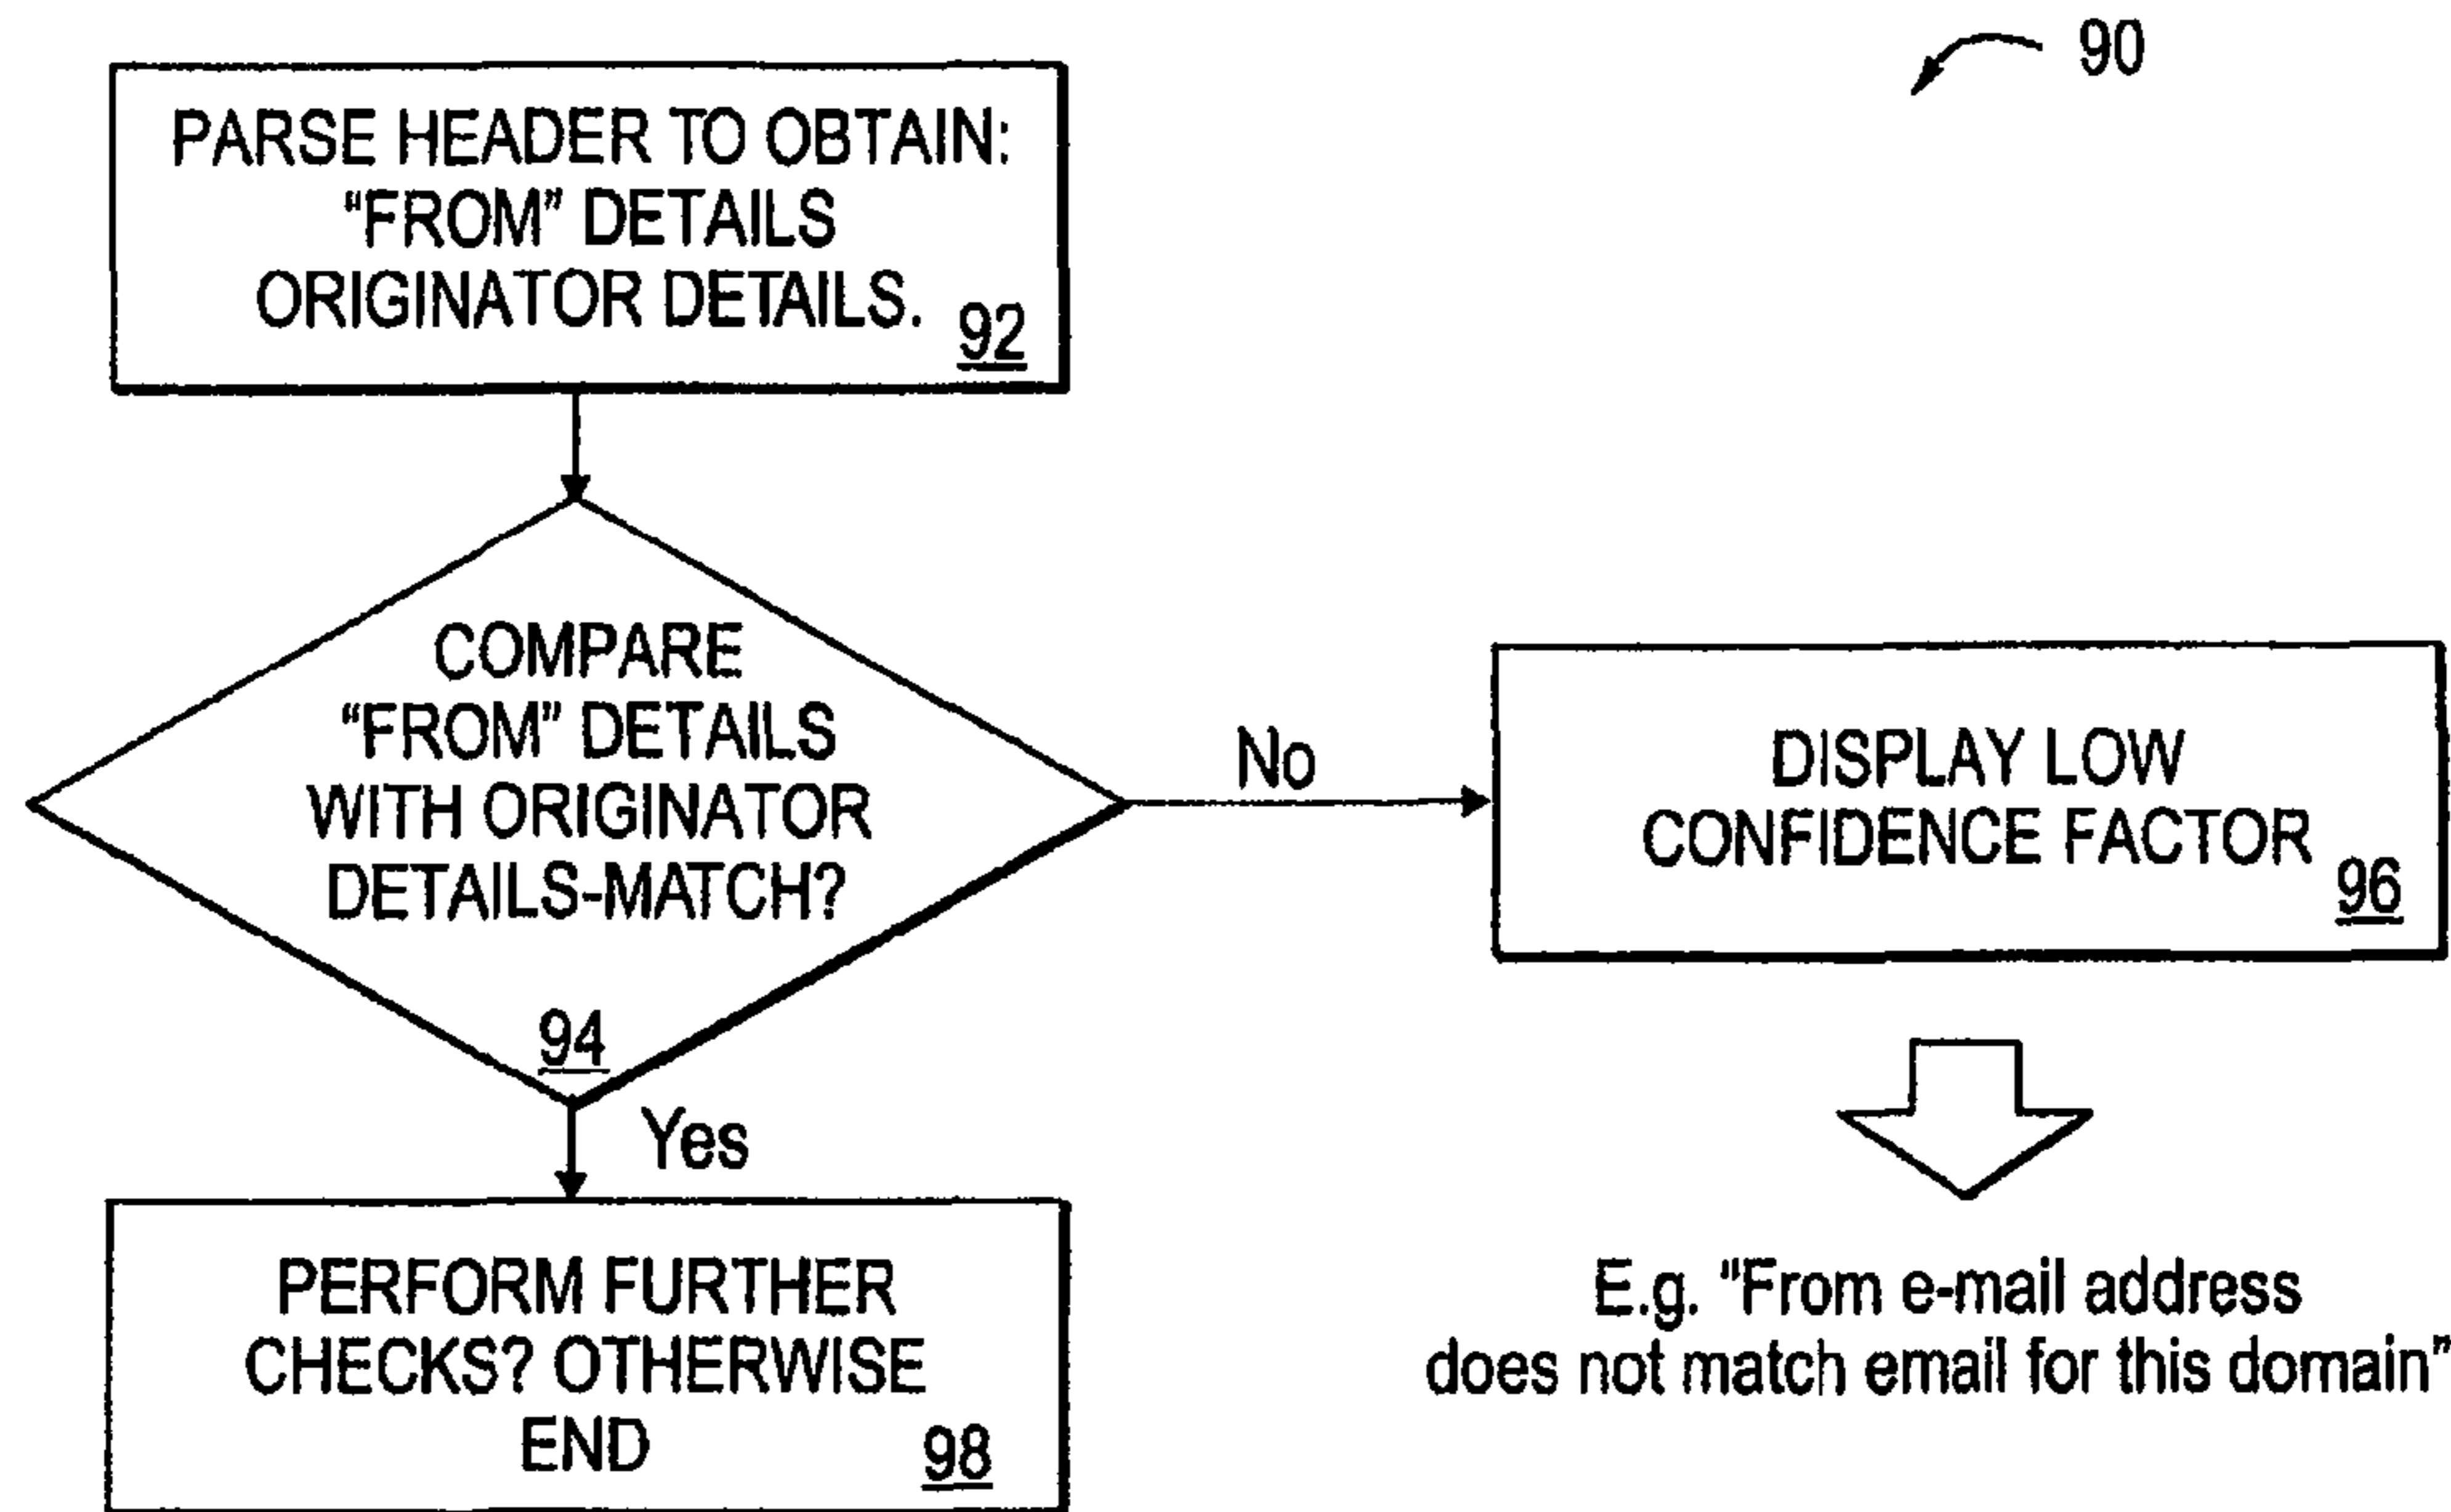 90
PARSE HEADER TO OBTAIN:
"FROM" DETAILS
ORIGINATOR DETAILS.
92
COMPARE
"FROM" DETAILS
WITH ORIGINATOR
DETAILS-MATCH?
94
No
DISPLAY LOW
CONFIDENCE FACTOR
96
Yes
PERFORM FURTHER
CHECKS? OTHERWISE
END
98
E.g. "From e-mail address
does not match email for this domain"